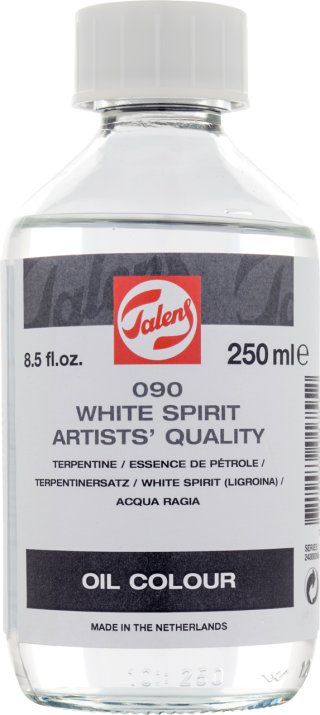 Talens
8.5 fl.oz.
250 ml e
090
WHITE SPIRIT
ARTISTS' QUALITY
TERPENTINE / ESSENCE DE PÉTROLE /
TERPENTINERSATZ / WHITE SPIRIT (LIGROINA) /
ACQUA RAGIA
OIL COLOUR
MADE IN THE NETHERLANDS
SERIES